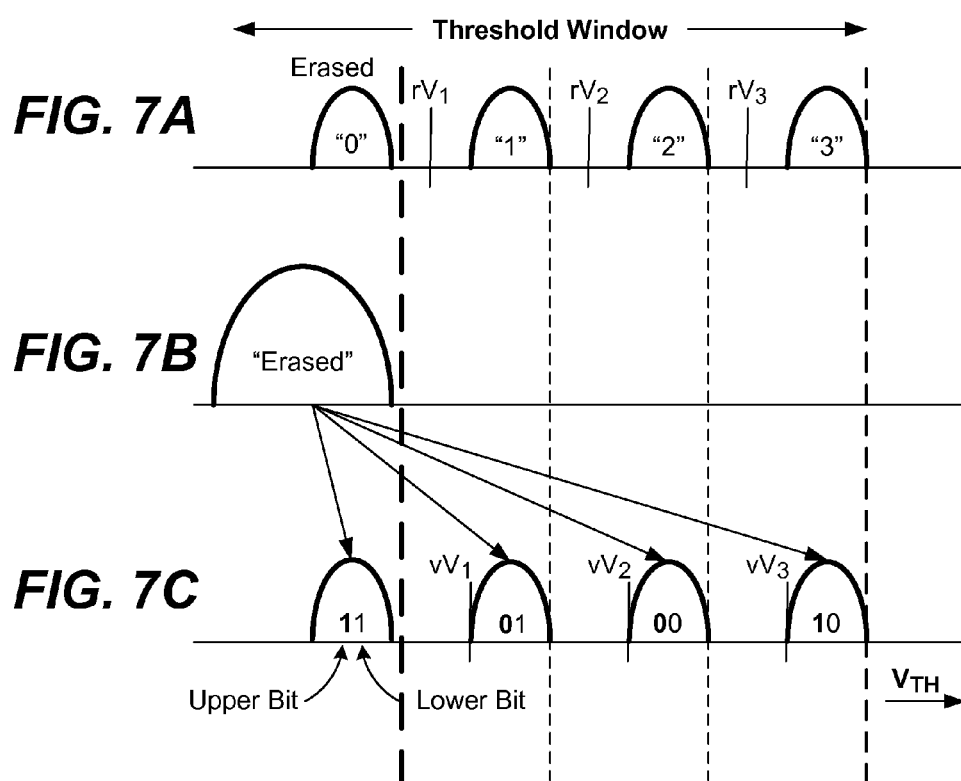 Threshold Window
Erased
rV1 rV2 rV3
FIG. 7A
“0” “1” “2” “3”
FIG. 7B
“Erased”
vV1 vV2 vV3
FIG. 7C
11 01 00 10
Upper Bit Lower Bit
VTH